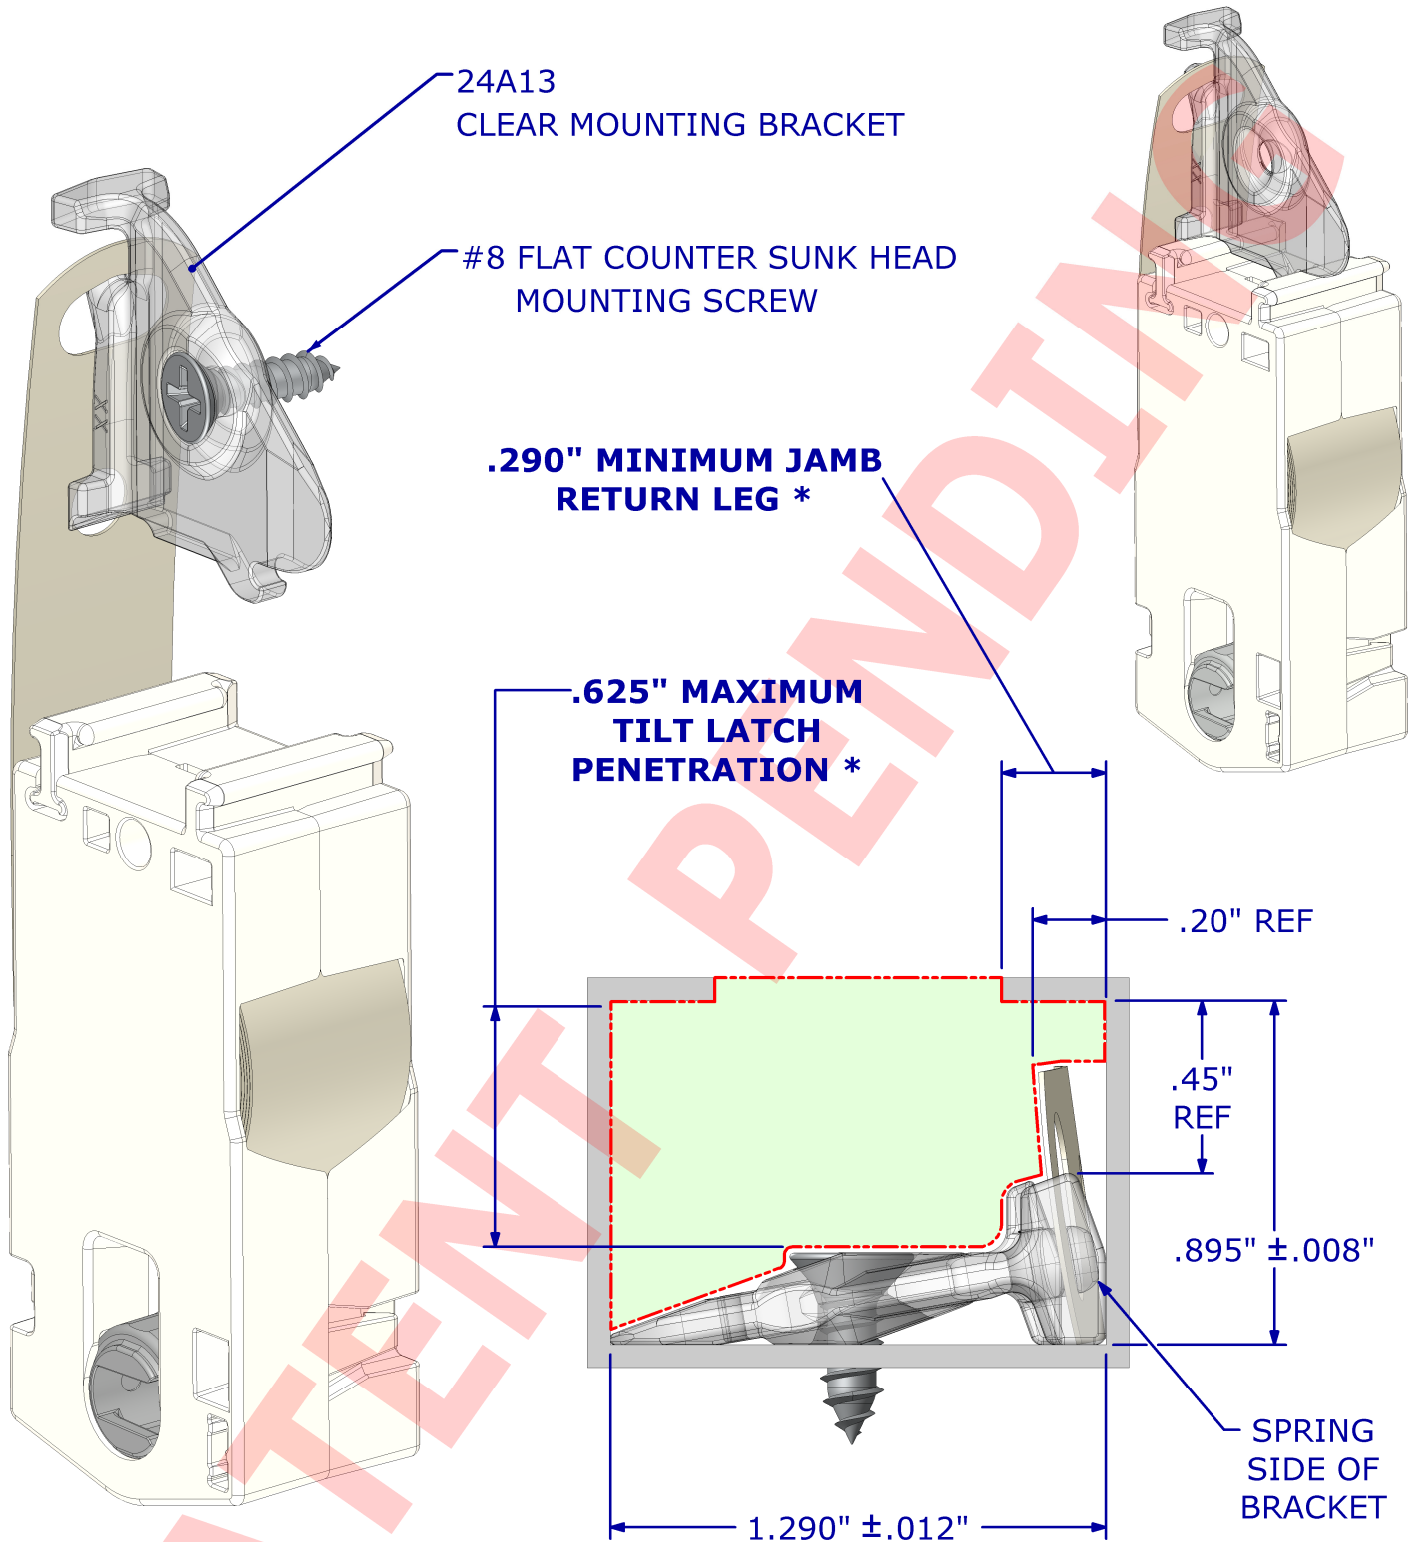 24A13
CLEAR MOUNTING BRACKET
#8 FLAT COUNTER SUNK HEAD
MOUNTING SCREW
.290" MINIMUM JAMB
RETURN LEG *
.625" MAXIMUM
TILT LATCH
PENETRATION *
.20" REF
.45"
REF
.895" ±.008"
SPRING
SIDE OF
BRACKET
1.290" ±.012"
ATENT PENDING